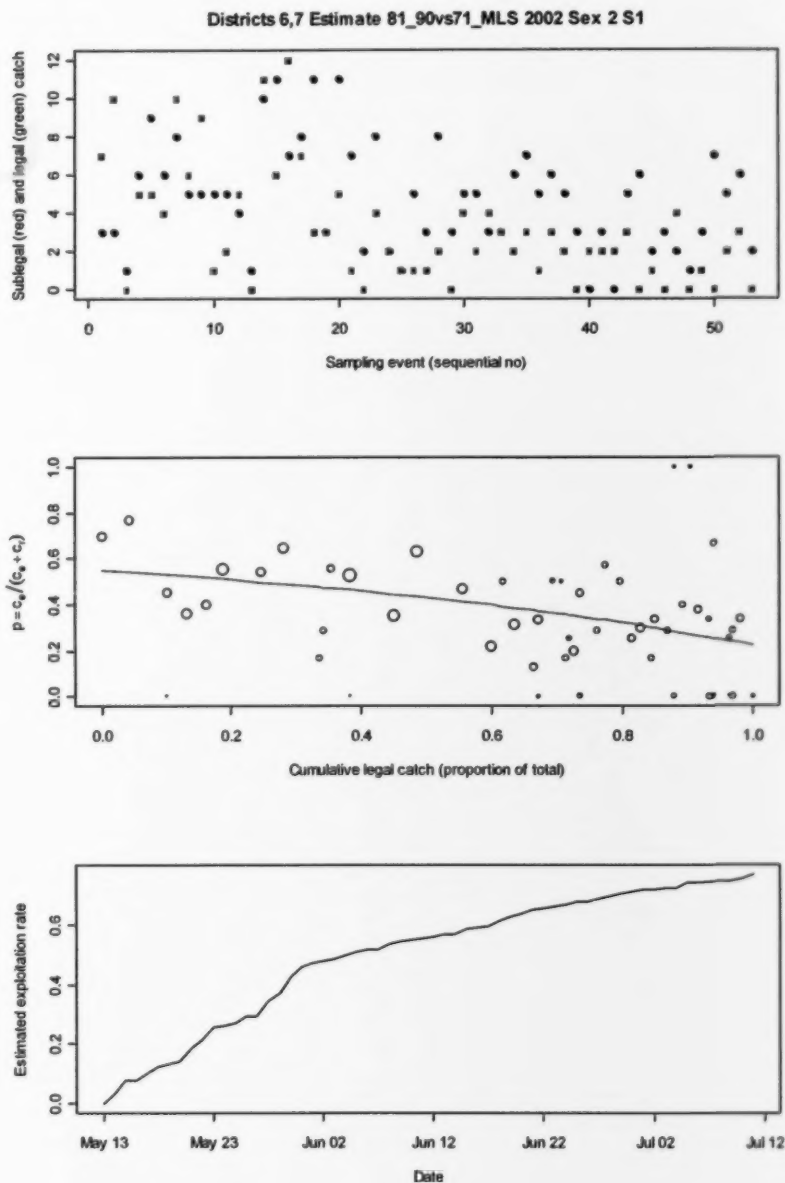 Districts 6,7 Estimate 81_90vs71_MLS 2002 Sex 2 S1
Sublegal (red) and legal (green) catch
12
10
8
6
4
2
0
0 10 20 30 40 50
Sampling event (sequential no)
p = cₑ/(cₑ + cᵣ)
1.0
0.8
0.6
0.4
0.2
0.0
0.0 0.2 0.4 0.6 0.8 1.0
Cumulative legal catch (proportion of total)
Estimated exploitation rate
0.6
0.4
0.2
0.0
May 13 May 23 Jun 02 Jun 12 Jun 22 Jul 02 Jul 12
Date